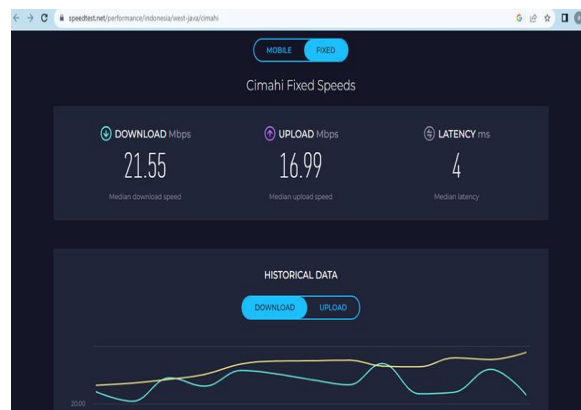 speedtest.net/performance/indonesia/west-java/cimahi
MOBILE FIXED
Cimahi Fixed Speeds
DOWNLOAD Mbps UPLOAD Mbps LATENCY ms
21.55 16.99 4
Median download speed Median upload speed Median latency
HISTORICAL DATA
DOWNLOAD UPLOAD
20.00